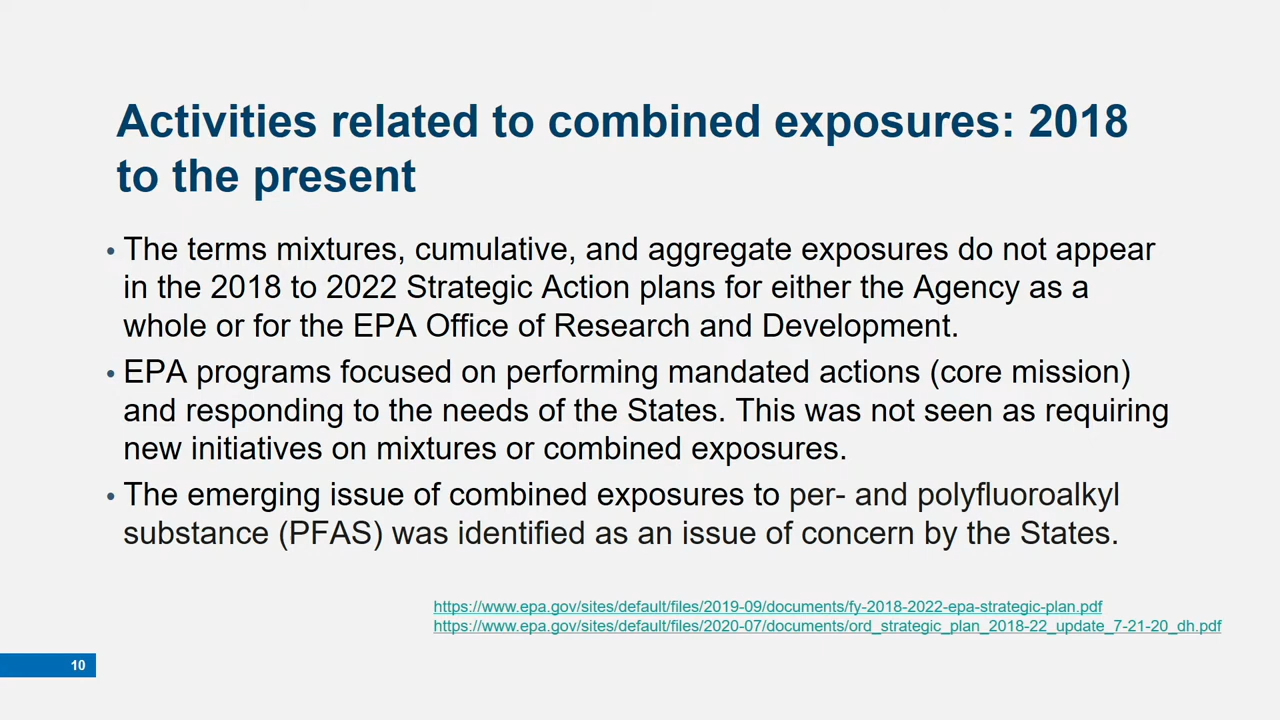 Activities related to combined exposures: 2018
to the present
• The terms mixtures, cumulative, and aggregate exposures do not appear
in the 2018 to 2022 Strategic Action plans for either the Agency as a
whole or for the EPA Office of Research and Development.
• EPA programs focused on performing mandated actions (core mission)
and responding to the needs of the States. This was not seen as requiring
new initiatives on mixtures or combined exposures.
• The emerging issue of combined exposures to per- and polyfluoroalkyl
substance (PFAS) was identified as an issue of concern by the States.
https://www.epa.gov/sites/default/files/2019-09/documents/fy-2018-2022-epa-strategic-plan.pdf
https://www.epa.gov/sites/default/files/2020-07/documents/ord_strategic_plan_2018-22_update_7-21-20_dh.pdf
10